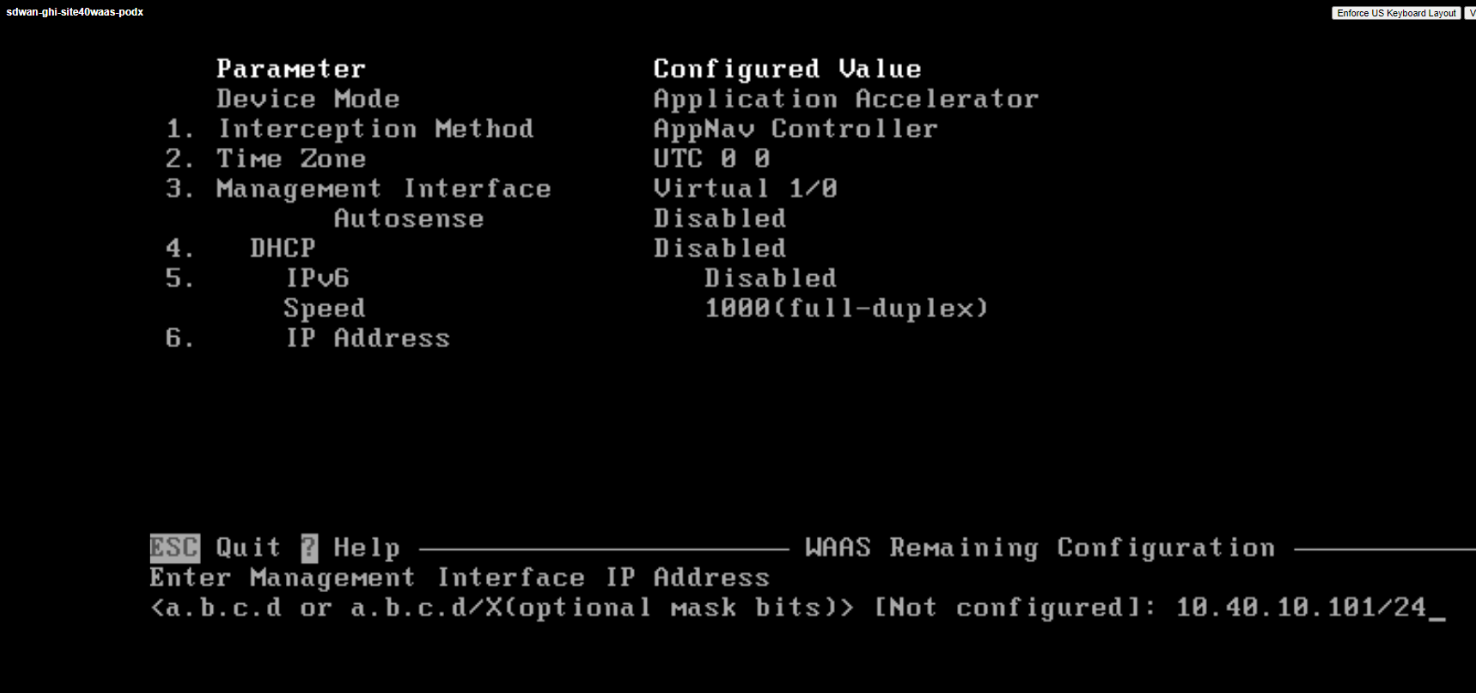 sdwan-ghi-site40waas-podx
Enforce US Keyboard Layout V
Parameter Configured Value
Device Mode Application Accelerator
1. Interception Method AppNav Controller
2. Time Zone UTC 0 0
3. Management Interface Virtual 1/0
Autosense Disabled
4. DHCP Disabled
5. IPv6 Disabled
Speed 1000(full-duplex)
6. IP Address
ESC Quit ? Help WAAS Remaining Configuration
Enter Management Interface IP Address
<a.b.c.d or a.b.c.d/X(optional mask bits)> [Not configured]: 10.40.10.101/24_